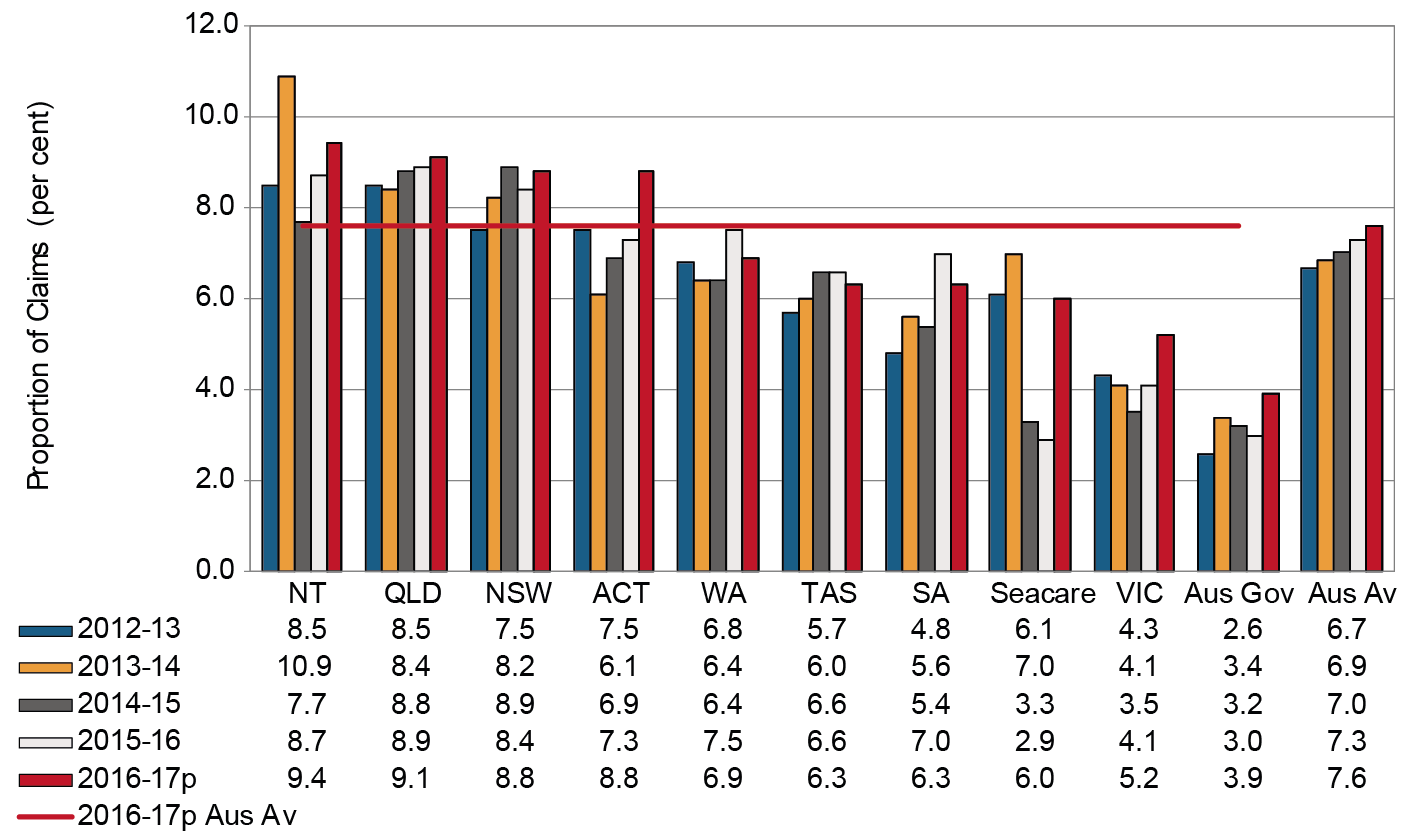 Proportion of Claims (per cent)
12.0
10.0
8.0
6.0
4.0
2.0
0.0
NT QLD NSW ACT WA TAS SA Seacare VIC Aus Gov Aus Av
2012-13 8.5 8.5 7.5 7.5 6.8 5.7 4.8 6.1 4.3 2.6 6.7
2013-14 10.9 8.4 8.2 6.1 6.4 6.0 5.6 7.0 4.1 3.4 6.9
2014-15 7.7 8.8 8.9 6.9 6.4 6.6 5.4 3.3 3.5 3.2 7.0
2015-16 8.7 8.9 8.4 7.3 7.5 6.6 7.0 2.9 4.1 3.0 7.3
2016-17p 9.4 9.1 8.8 8.8 6.9 6.3 6.3 6.0 5.2 3.9 7.6
2016-17p Aus Av